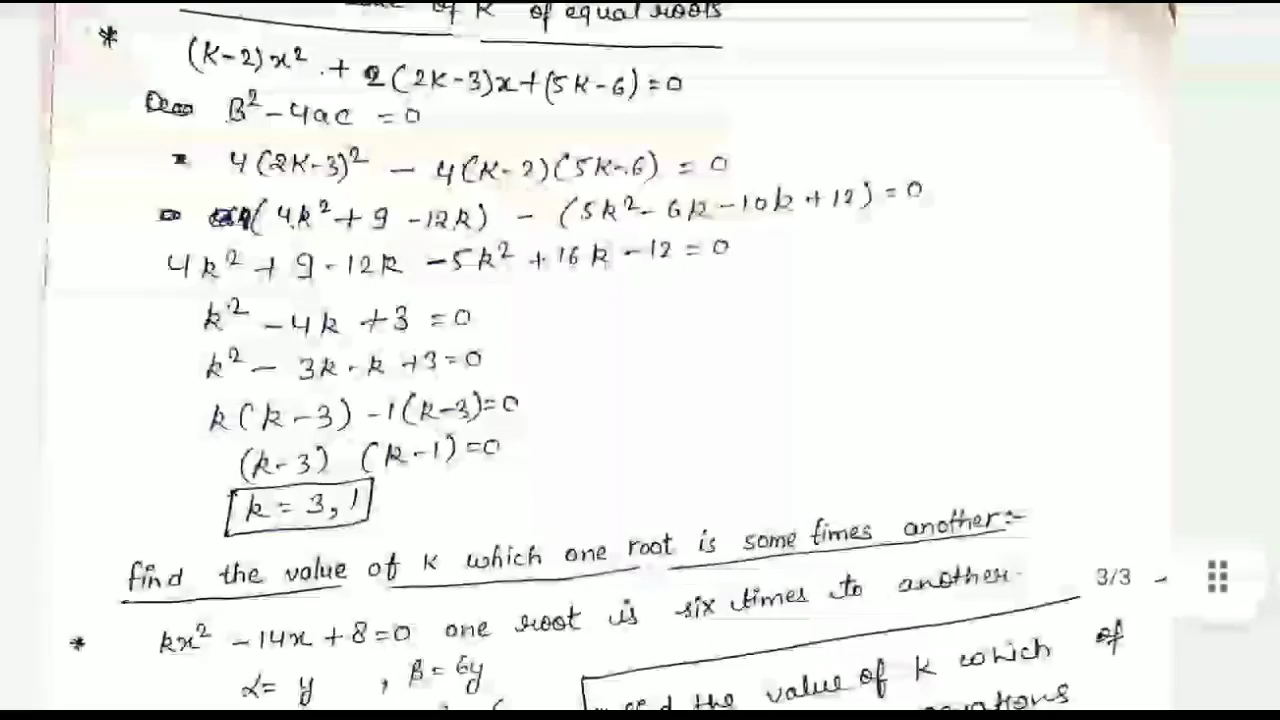 of K of equal roots
* (K-2)x² + 2(2K-3)x+(5K-6)=0
B² - 4ac = 0
4(2K-3)² - 4(K-2)(5K-6) = 0
(4k² + 9 -12k) - (5k² - 6k -10k + 12) = 0
4k² + 9 - 12k - 5k² + 16k - 12 = 0
k² - 4k + 3 = 0
k² - 3k - k + 3 = 0
k(k-3) -1(k-3)=0
(k-3) (k-1)=0
k = 3, 1
find the value of K which one root is some times another:-
* kx² - 14x + 8 = 0 one root is six times to another.
3/3
α= y , β = 6y
the value of K which of